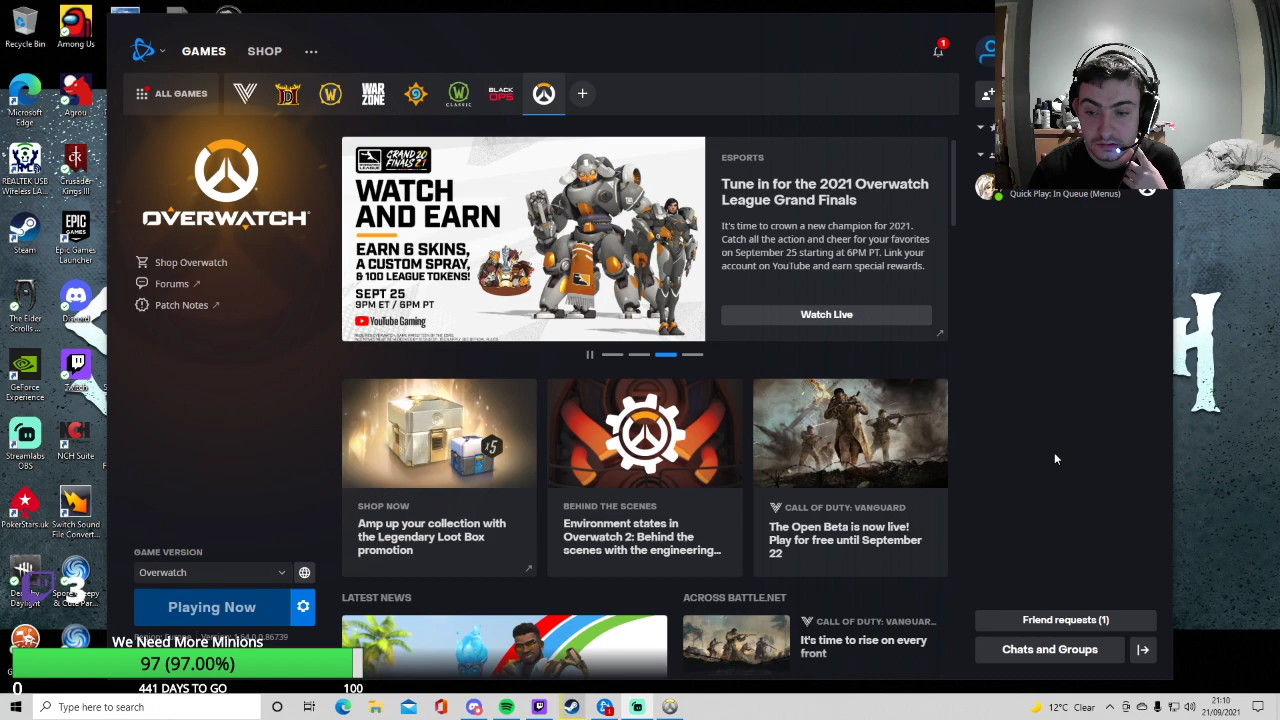 Recycle Bin
Among Us
Microsoft Edge
Agrou
REALTEK USB Wireless LA...
Crusader Kings III
Steam
Epic Games Launcher
The Elder Scrolls ...
Discord
GeForce Experience
Twitch
Streamlabs OBS
NCH Suite
PokerStars.uk
Switch Sound File Convert...
GAMES
SHOP
1
ALL GAMES
WAR ZONE
CLASSIC
BLACK OPS
OVERWATCH
Shop Overwatch
Forums
Patch Notes
GRAND FINALS 2021
WATCH
AND EARN
EARN 6 SKINS,
A CUSTOM SPRAY,
& 100 LEAGUE TOKENS!
SEPT 25
9PM ET / 6PM PT
YouTube Gaming
ESPORTS
Tune in for the 2021 Overwatch
League Grand Finals
It's time to crown a new champion for 2021.
Catch all the action and cheer for your favorites
on September 25 starting at 6PM PT. Link your
account on YouTube and earn special rewards.
Watch Live
Quick Play: In Queue (Menus)
x5
SHOP NOW
Amp up your collection with
the Legendary Loot Box
promotion
BEHIND THE SCENES
Environment states in
Overwatch 2: Behind the
scenes with the engineering...
CALL OF DUTY: VANGUARD
The Open Beta is now live!
Play for free until September
22
GAME VERSION
Overwatch
Playing Now
LATEST NEWS
ACROSS BATTLE.NET
CALL OF DUTY: VANGUAR...
It's time to rise on every
front
Friend requests (1)
Chats and Groups
3
We Need More Minions
97 (97.00%)
0
441 DAYS TO GO
100
Type here to search
1
12°C Clear
21:10
21/09/2021